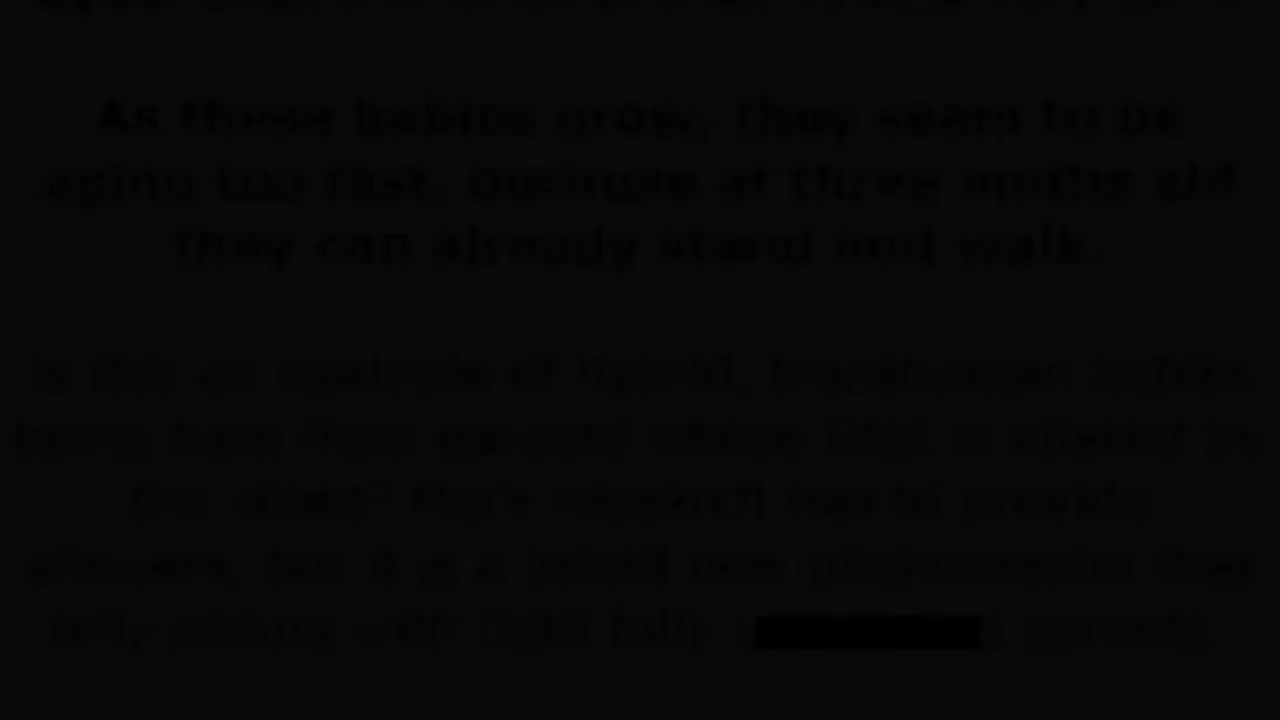 As these babies grow, they seem to be
aging too fast, because at three moths old
they can already stand and walk.
Is this an example of hybrid, transhuman babies,
being born from parents whose DNA is altered by
the shots? More research has to provide
answers, but it is a brand new phenomenon that
only occurs with both fully parents.